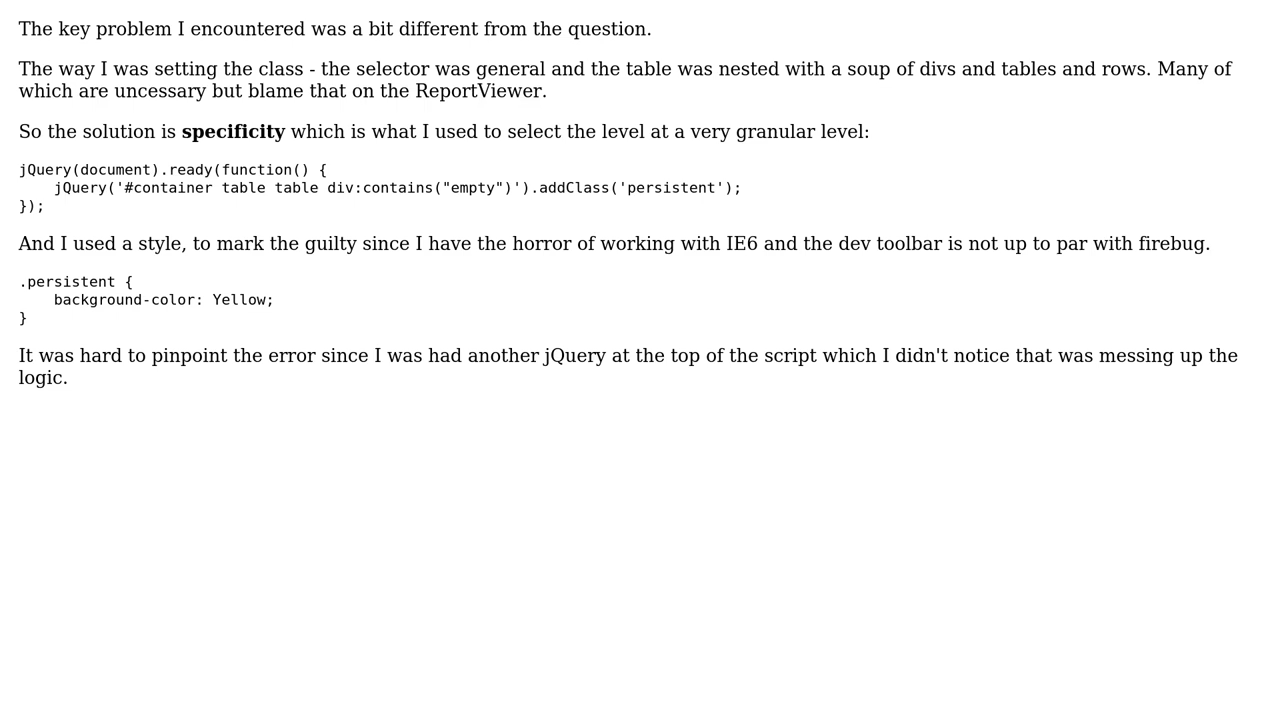 The key problem I encountered was a bit different from the question.
The way I was setting the class - the selector was general and the table was nested with a soup of divs and tables and rows. Many of
which are uncessary but blame that on the ReportViewer.
So the solution is specificity which is what I used to select the level at a very granular level:
jQuery(document).ready(function() {
    jQuery('#container table table div:contains("empty")').addClass('persistent');
});
And I used a style, to mark the guilty since I have the horror of working with IE6 and the dev toolbar is not up to par with firebug.
.persistent {
    background-color: Yellow;
}
It was hard to pinpoint the error since I was had another jQuery at the top of the script which I didn't notice that was messing up the
logic.